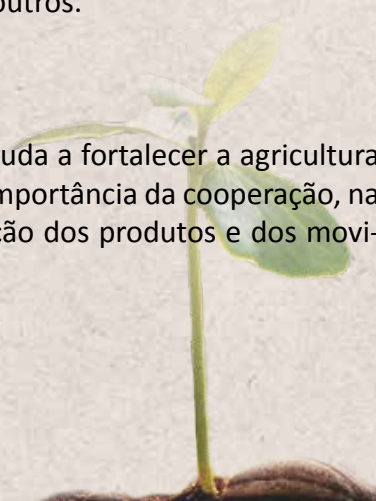 outros.
uda a fortalecer a agricultura
mportância da cooperação, na
ção dos produtos e dos movi-